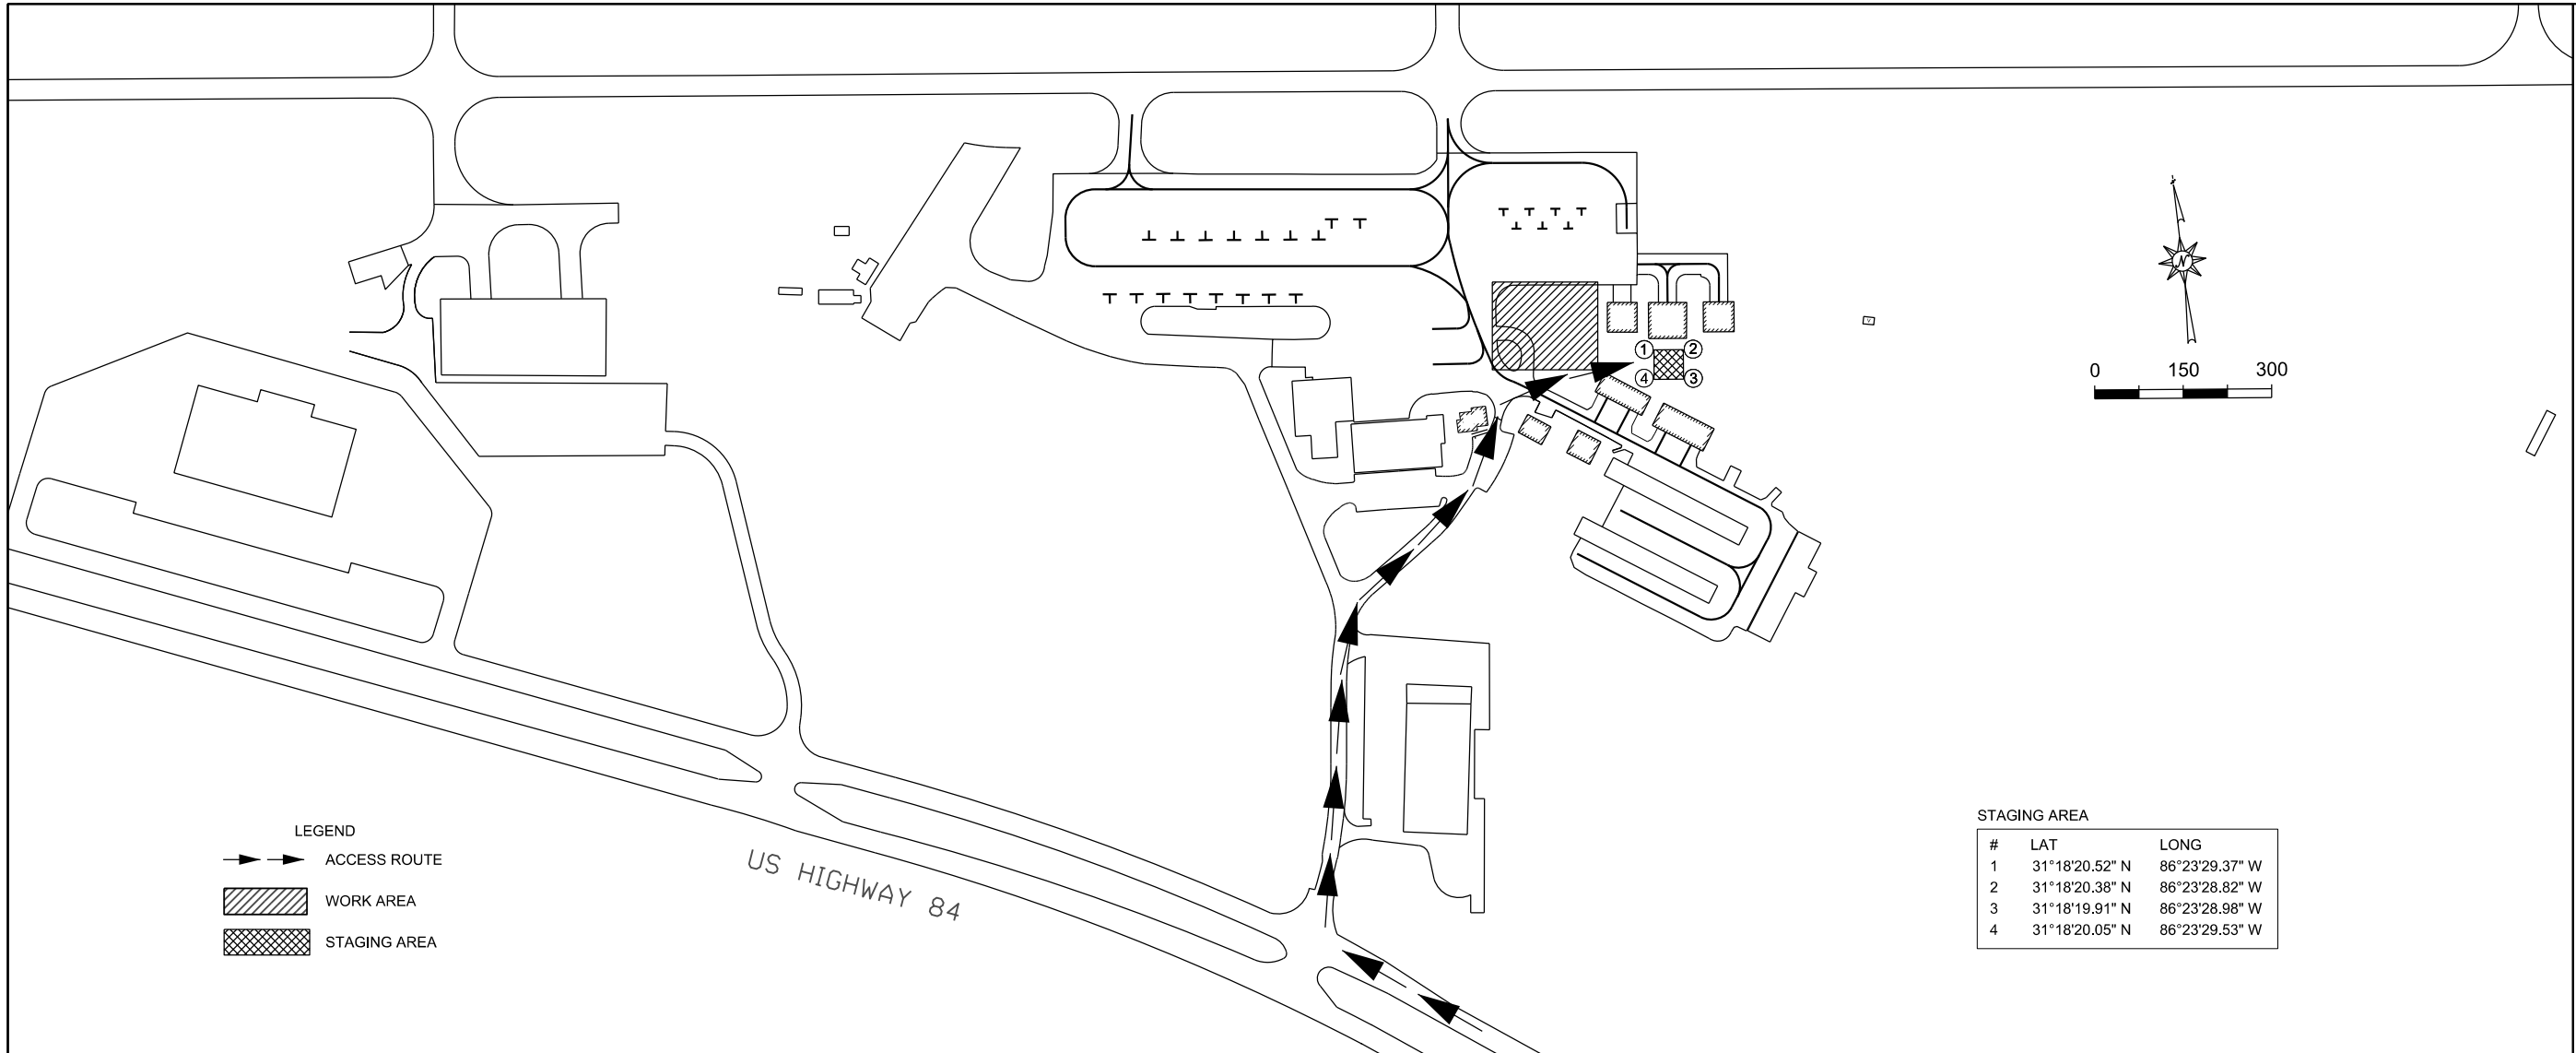 N
1
2
4
3
0 150 300
US HIGHWAY 84
LEGEND
ACCESS ROUTE
WORK AREA
STAGING AREA
STAGING AREA
# LAT LONG
1 31°18'20.52" N 86°23'29.37" W
2 31°18'20.38" N 86°23'28.82" W
3 31°18'19.91" N 86°23'28.98" W
4 31°18'20.05" N 86°23'29.53" W